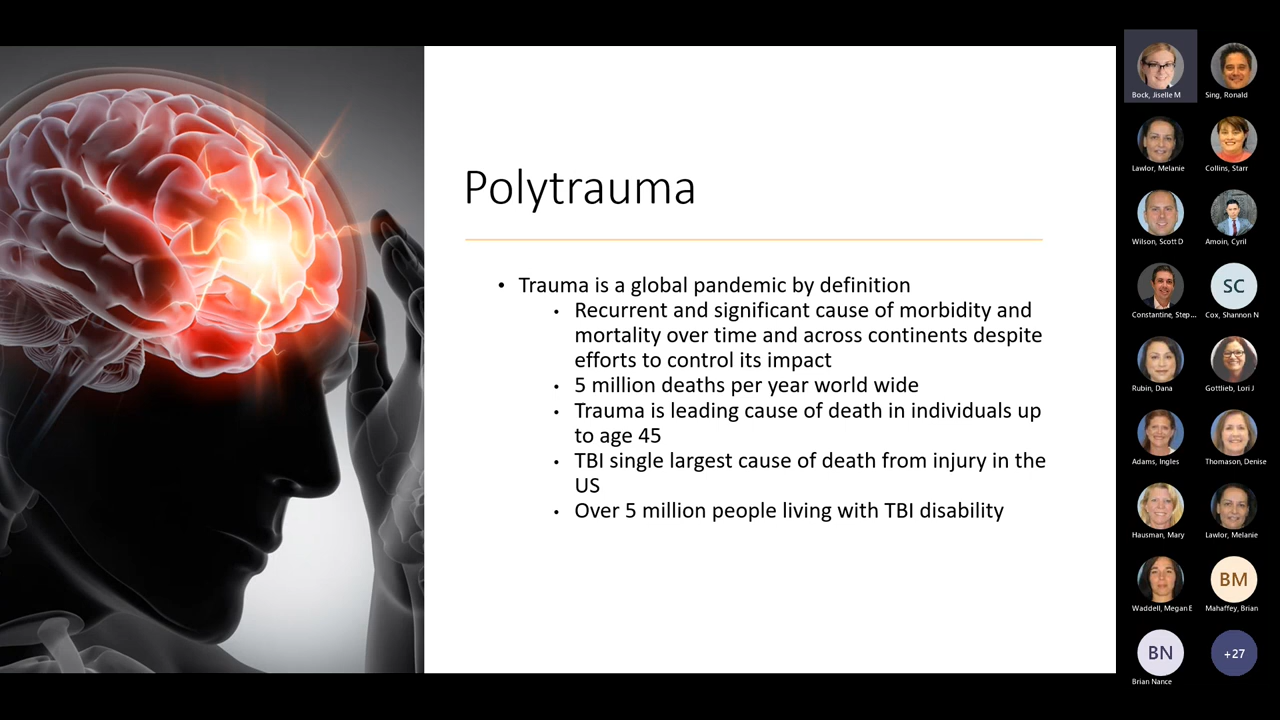 Polytrauma
• Trauma is a global pandemic by definition
• Recurrent and significant cause of morbidity and
mortality over time and across continents despite
efforts to control its impact
• 5 million deaths per year world wide
• Trauma is leading cause of death in individuals up
to age 45
• TBI single largest cause of death from injury in the
US
• Over 5 million people living with TBI disability
Bock, Jiselle M
Sing, Ronald
Lawlor, Melanie
Collins, Starr
Wilson, Scott D
Amoin, Cyril
Constantine, Step...
SC
Cox, Shannon N
Rubin, Dana
Gottlieb, Lori J
Adams, Ingles
Thomason, Denise
Hausman, Mary
Lawlor, Melanie
Waddell, Megan E
BM
Mahaffey, Brian
BN
Brian Nance
+27